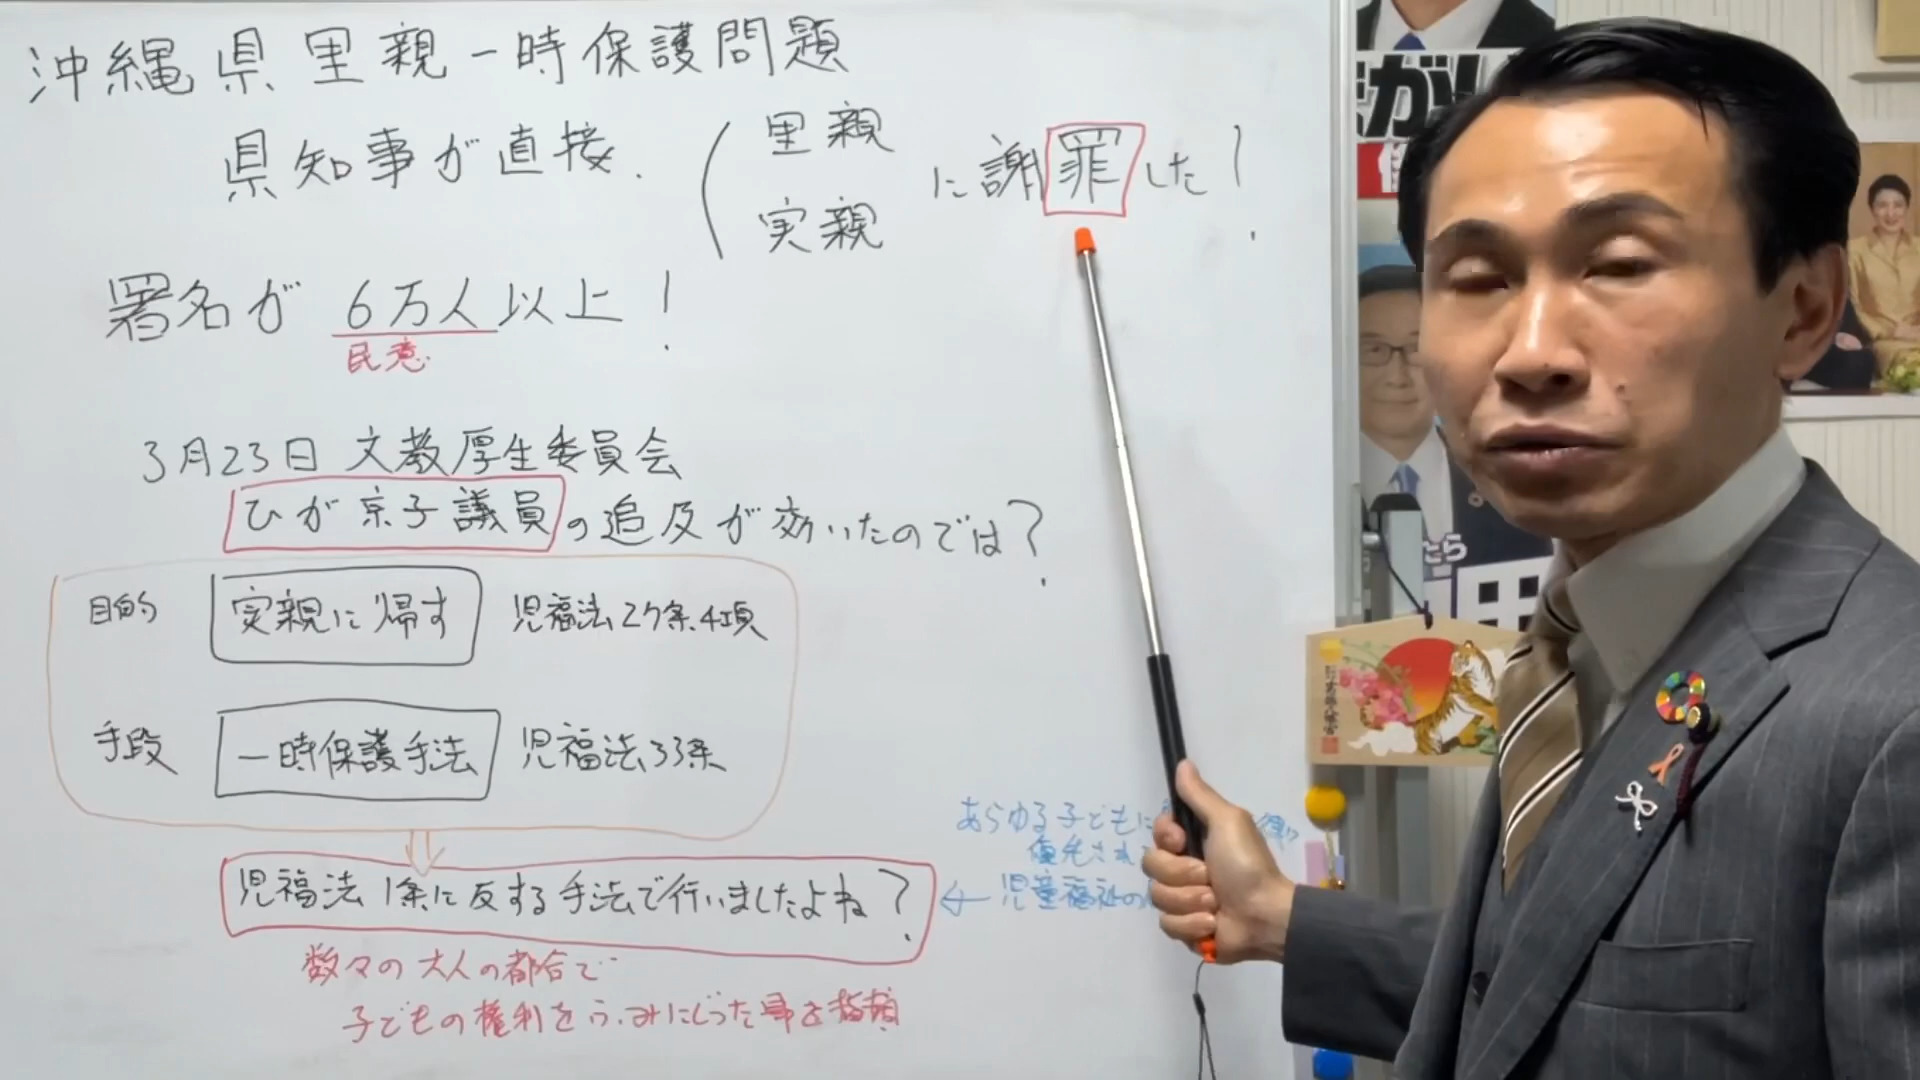 沖縄県里親一時保護問題
県知事が直接、
里親
実親
に謝罪した!
署名が 6万人以上!
民意
3月23日 文教厚生委員会
ひが京子議員の追及が効いたのでは?
目的 実親に帰す 児福法27条4項
手段 一時保護手法 児福法33条
児福法1条に反する手法で行いましたよね?
あらゆる子どもに
優先され
← 児童福祉の
数々の大人の都合で
子どもの権利をふみにじった事を指摘